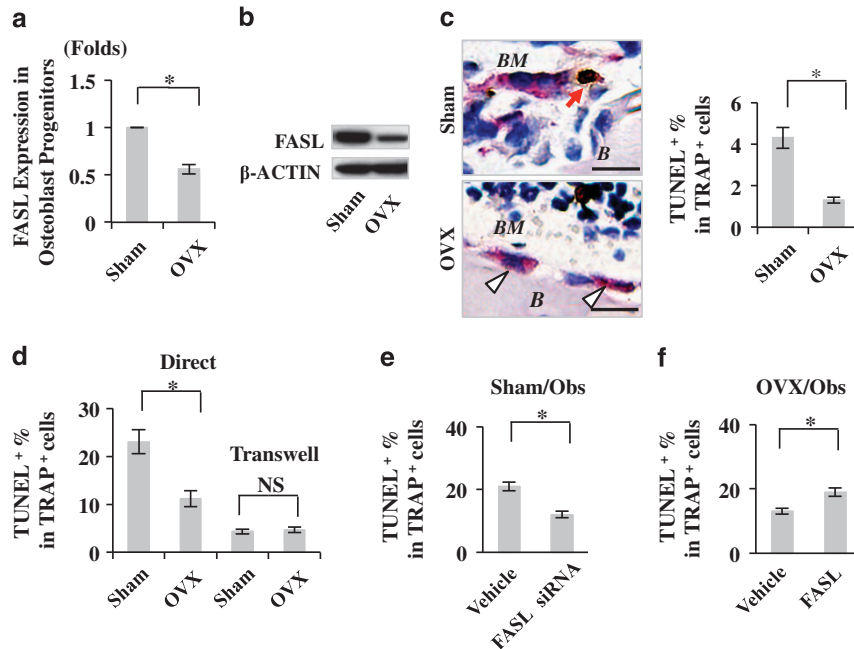 a
(Folds)
FASL Expression in
Osteoblast Progenitors
1.5
*
1
0.5
0
Sham
OVX
b
FASL
β-ACTIN
Sham
OVX
c
Sham
BM
B
OVX
BM
B
TUNEL + %
in TRAP + cells
6
*
4
2
0
Sham
OVX
d
Direct
TUNEL + %
in TRAP + cells
30
*
20
10
0
Transwell
NS
Sham
OVX
Sham
OVX
e
Sham/Obs
TUNEL + %
in TRAP + cells
40
*
20
0
Vehicle
FASL siRNA
f
OVX/Obs
TUNEL + %
in TRAP + cells
40
*
20
0
Vehicle
FASL